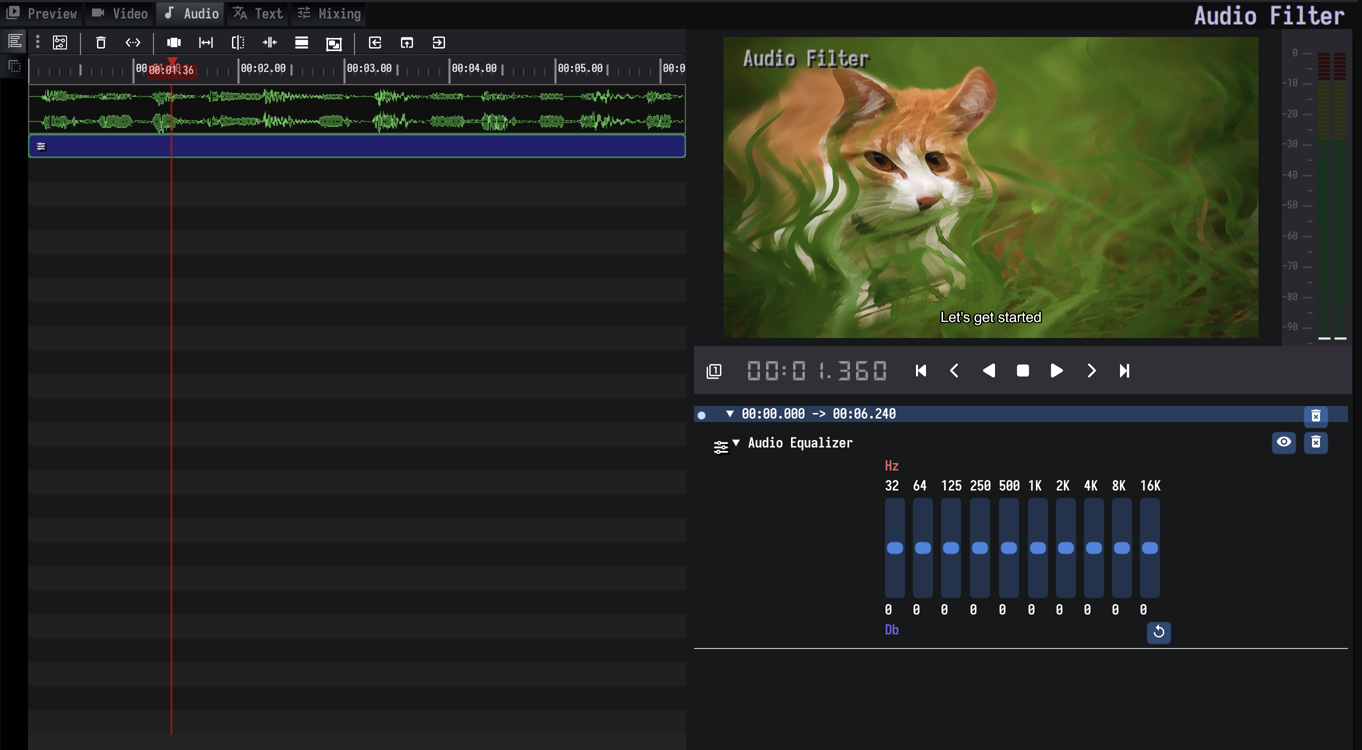 Preview Video Audio Text Mixing
Audio Filter
00:01.36 00:02.00 00:03.00 00:04.00 00:05.00 00:0
Audio Filter
Let's get started
0
-10
-20
-30
-40
-50
-60
-70
-80
-90
1 00:01.360
00:00.000 -> 00:06.240
Audio Equalizer
Hz
32 64 125 250 500 1K 2K 4K 8K 16K
0 0 0 0 0 0 0 0 0 0
Db